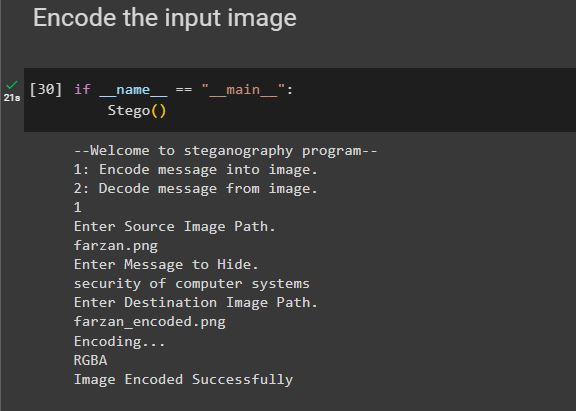 Encode the input image
[30] if __name__ == "__main__":
Stego()
21s
--Welcome to steganography program--
1: Encode message into image.
2: Decode message from image.
1
Enter Source Image Path.
farzan.png
Enter Message to Hide.
security of computer systems
Enter Destination Image Path.
farzan_encoded.png
Encoding...
RGBA
Image Encoded Successfully